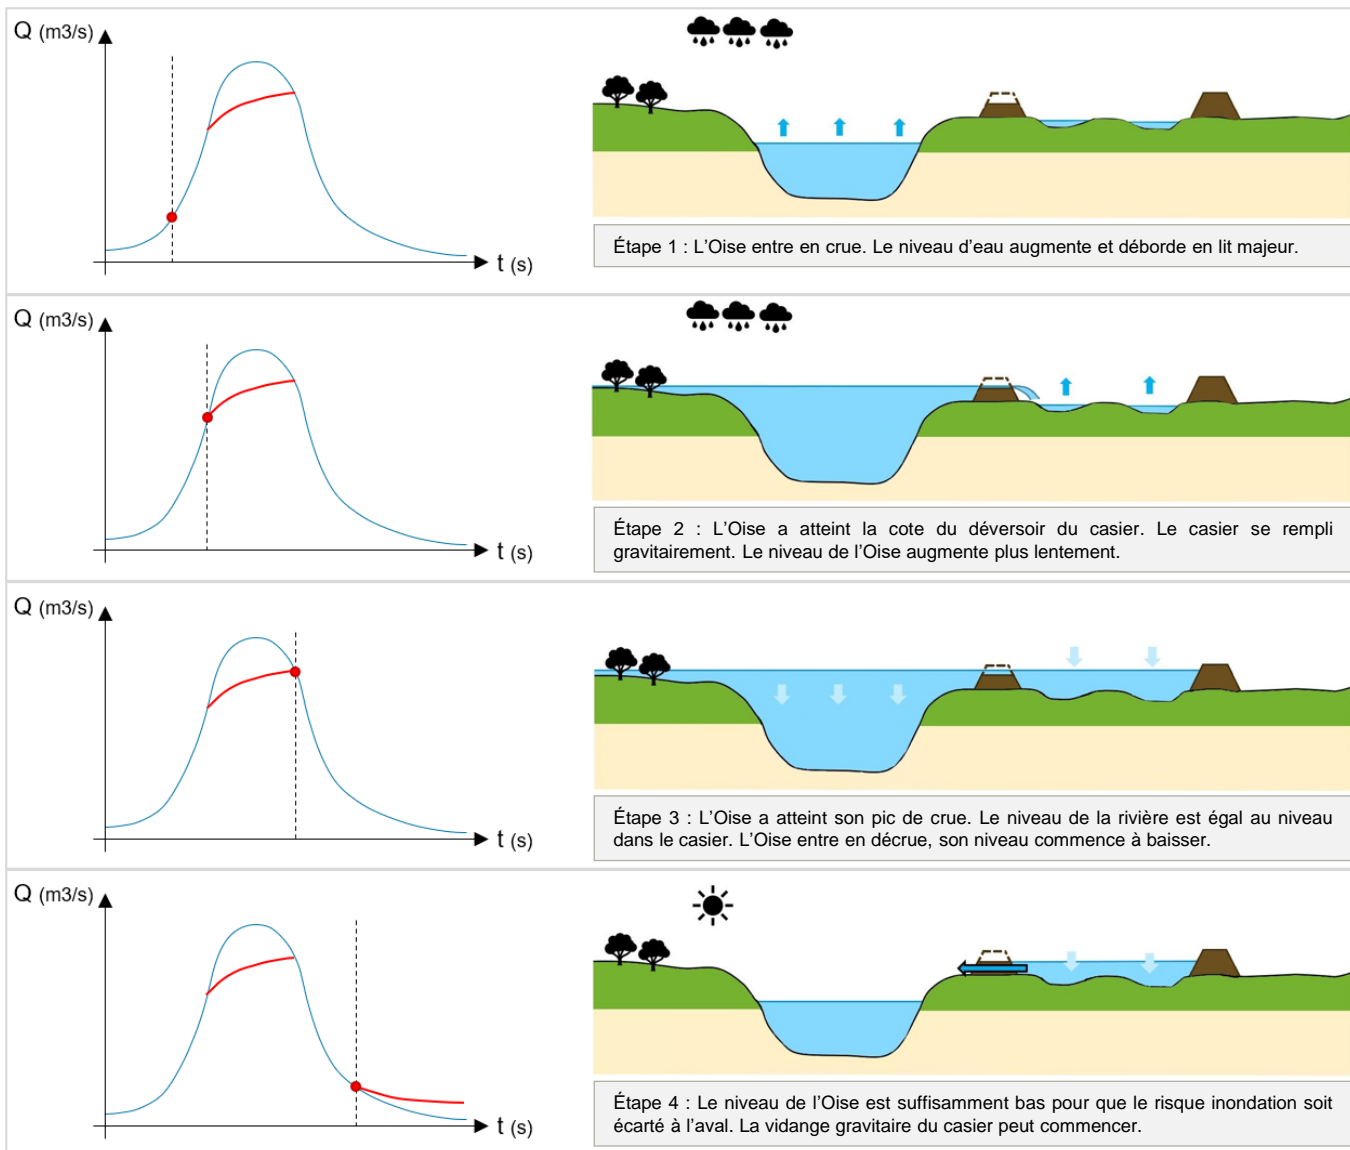 Q (m3/s)
t (s)
Étape 1 : L'Oise entre en crue. Le niveau d'eau augmente et déborde en lit majeur.
Q (m3/s)
t (s)
Étape 2 : L'Oise a atteint la cote du déversoir du casier. Le casier se rempli
gravitairement. Le niveau de l'Oise augmente plus lentement.
Q (m3/s)
t (s)
Étape 3 : L'Oise a atteint son pic de crue. Le niveau de la rivière est égal au niveau
dans le casier. L'Oise entre en décrue, son niveau commence à baisser.
Q (m3/s)
t (s)
Étape 4 : Le niveau de l'Oise est suffisamment bas pour que le risque inondation soit
écarté à l'aval. La vidange gravitaire du casier peut commencer.